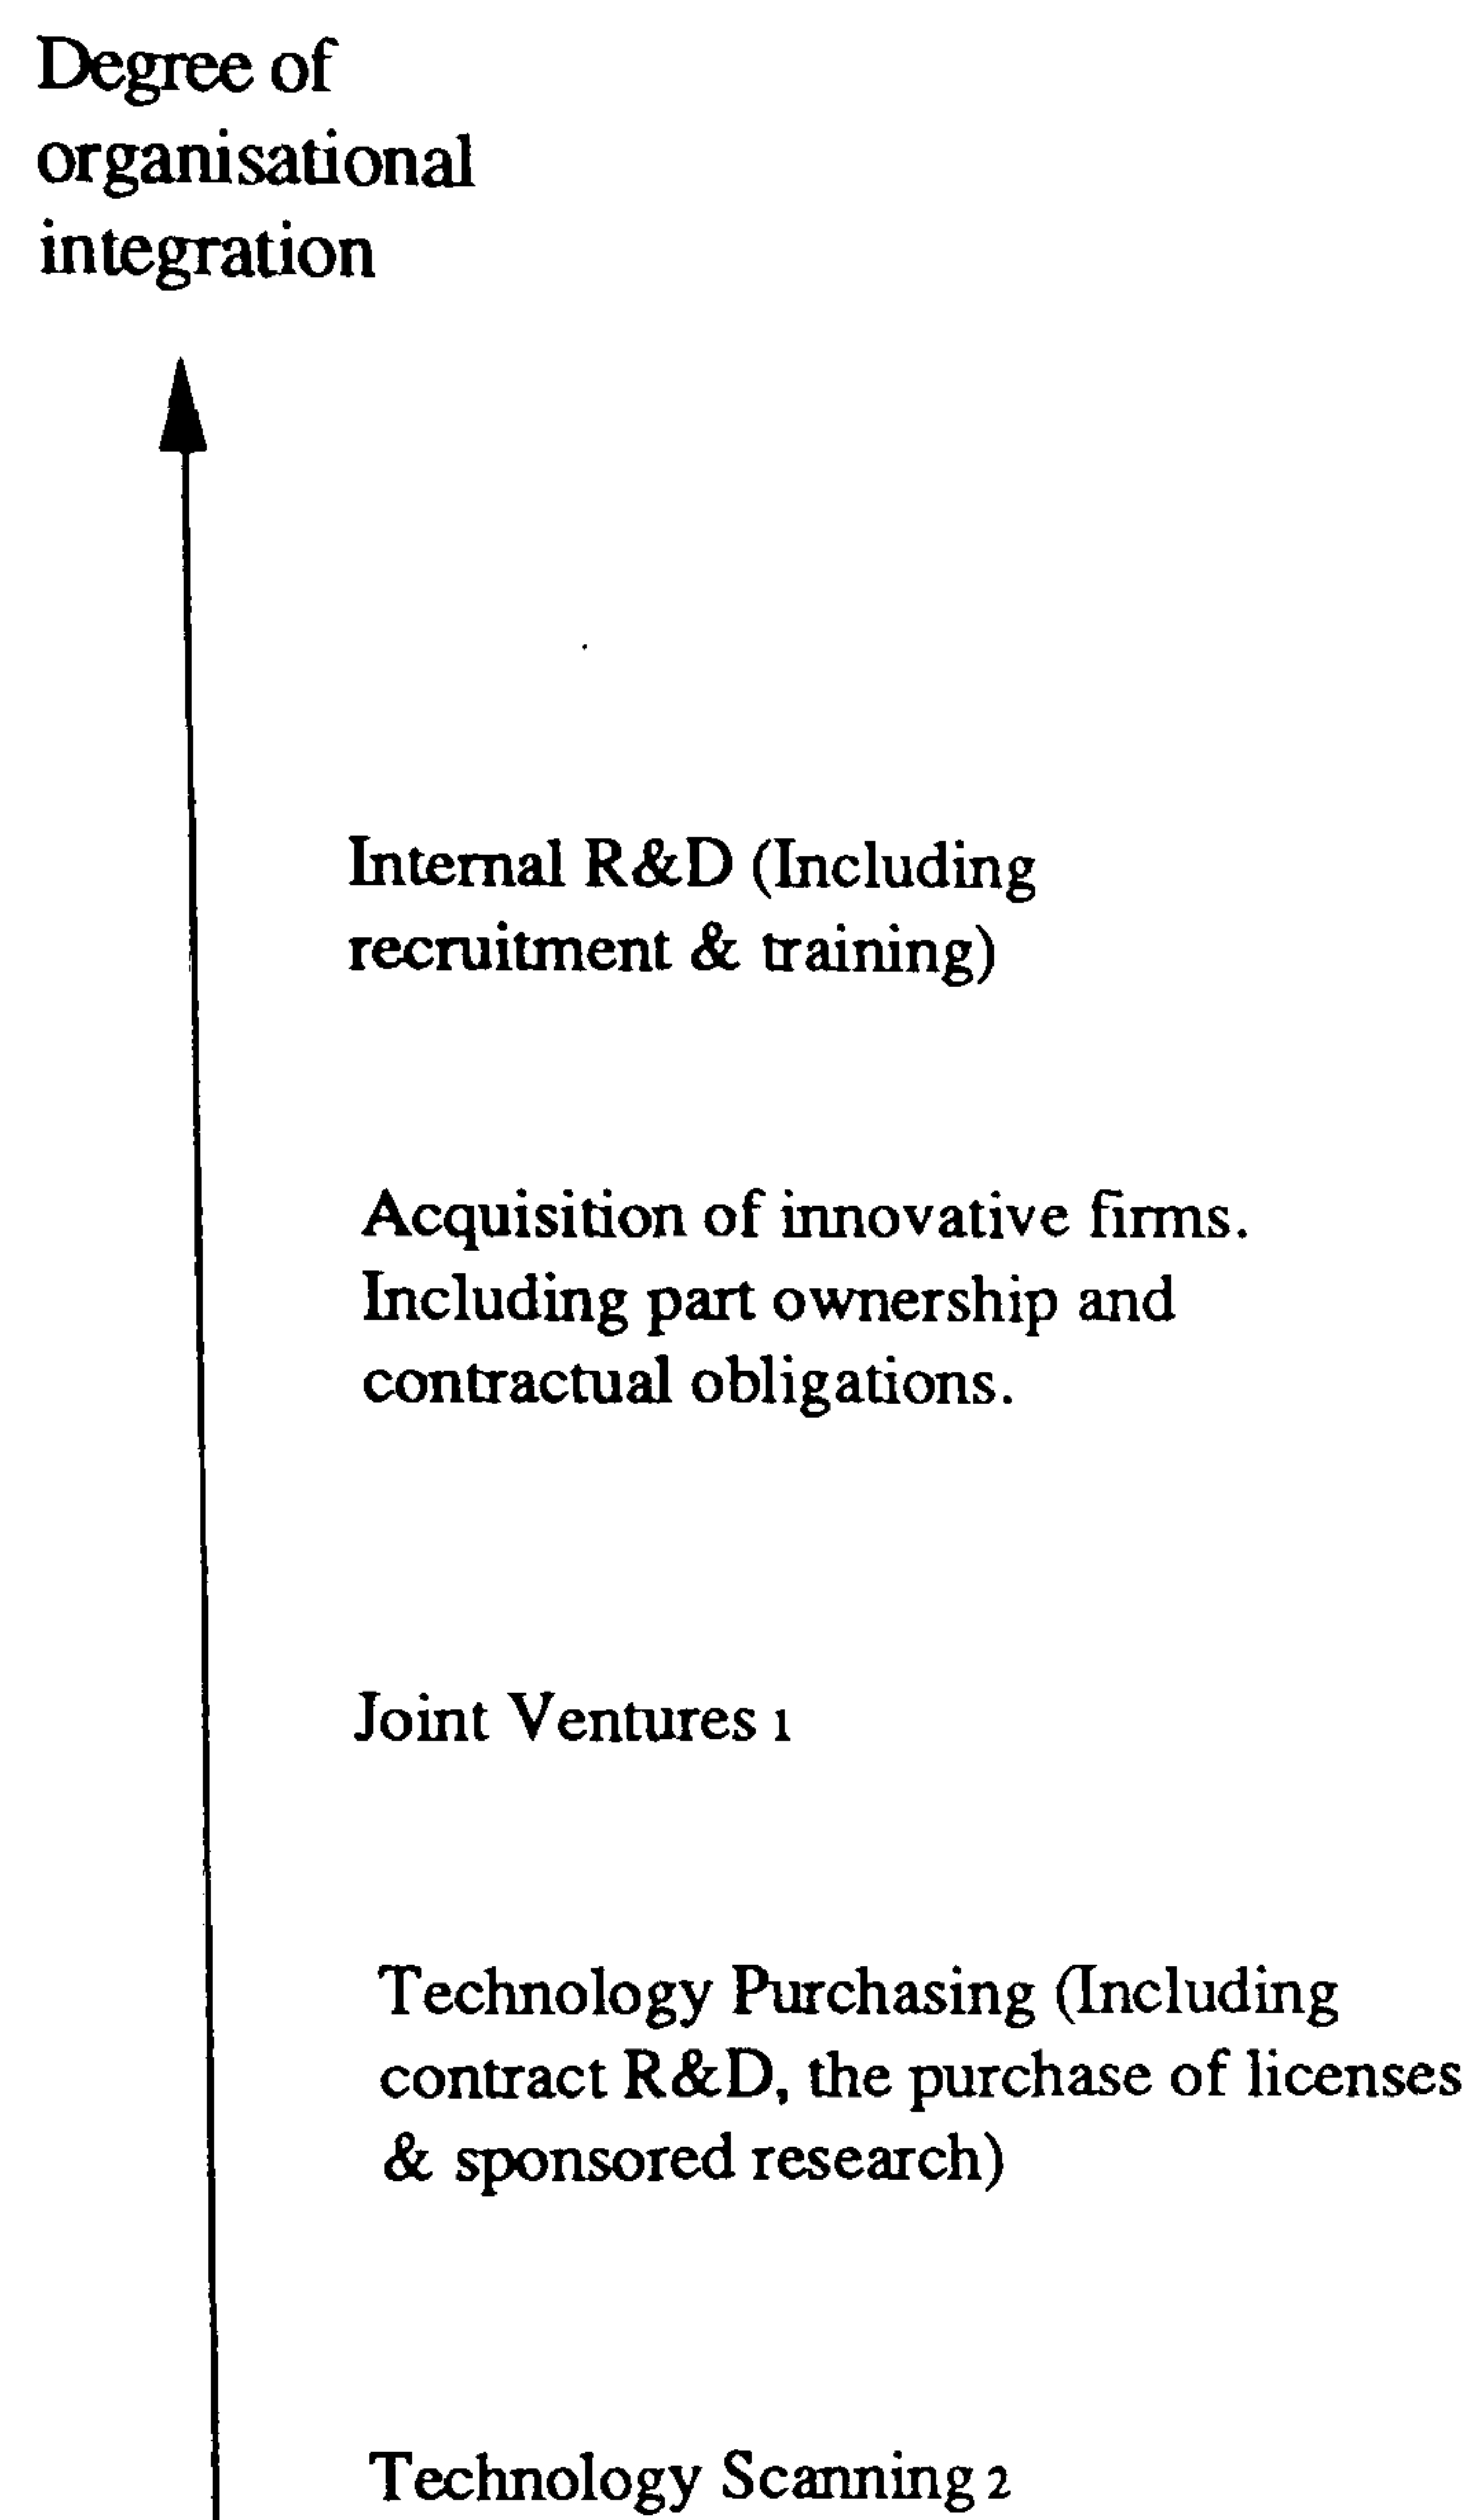 Degree of
organisational
integration
Internal R&D (Including
recruitment & training)
Acquisition of innovative firms.
Including part ownership and
contractual obligations.
Joint Ventures 1
Technology Purchasing (Including
contract R&D, the purchase of licenses
& sponsored research)
Technology Scanning 2